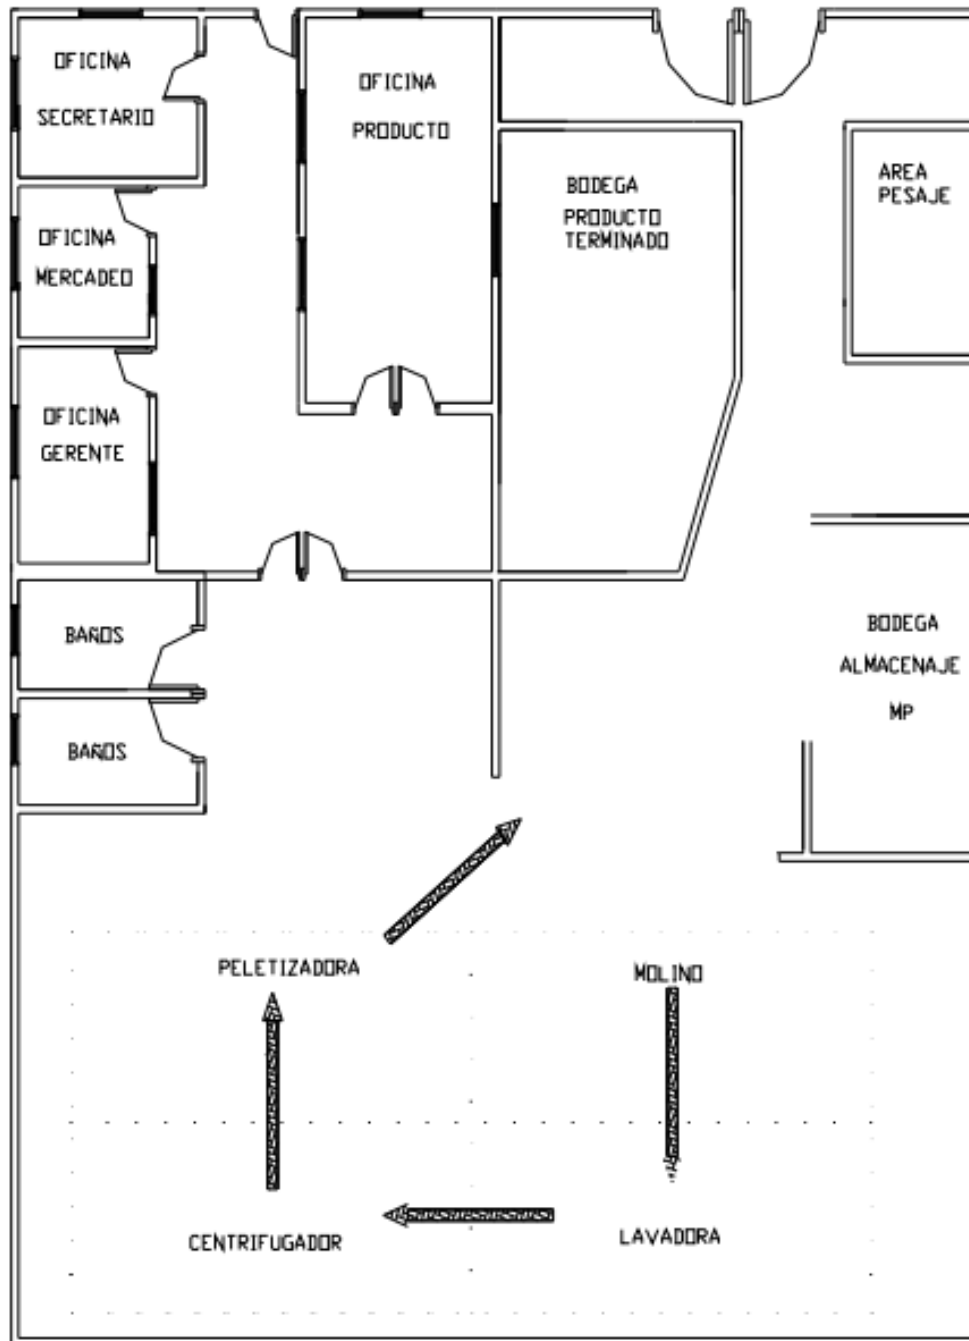 OFICINA
SECRETARIO
OFICINA
PRODUCTO
AREA
PESAJE
BODEGA
PRODUCTO
TERMINADO
OFICINA
MERCADEO
OFICINA
GERENTE
BAÑOS
BODEGA
ALMACENAJE
MP
BAÑOS
PELETIZADORA
MOLINO
CENTRIFUGADOR
LAVADORA